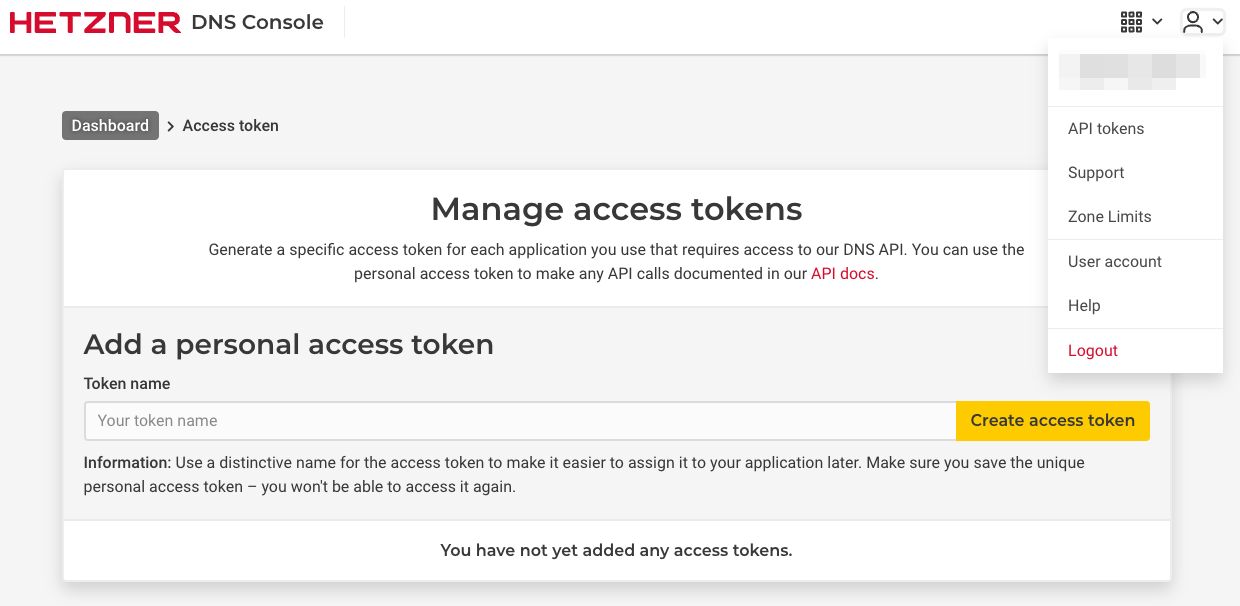 HETZNER DNS Console
API tokens
Support
Zone Limits
User account
Help
Logout
Dashboard > Access token
Manage access tokens
Generate a specific access token for each application you use that requires access to our DNS API. You can use the
personal access token to make any API calls documented in our API docs.
Add a personal access token
Token name
Your token name
Create access token
Information: Use a distinctive name for the access token to make it easier to assign it to your application later. Make sure you save the unique
personal access token – you won't be able to access it again.
You have not yet added any access tokens.